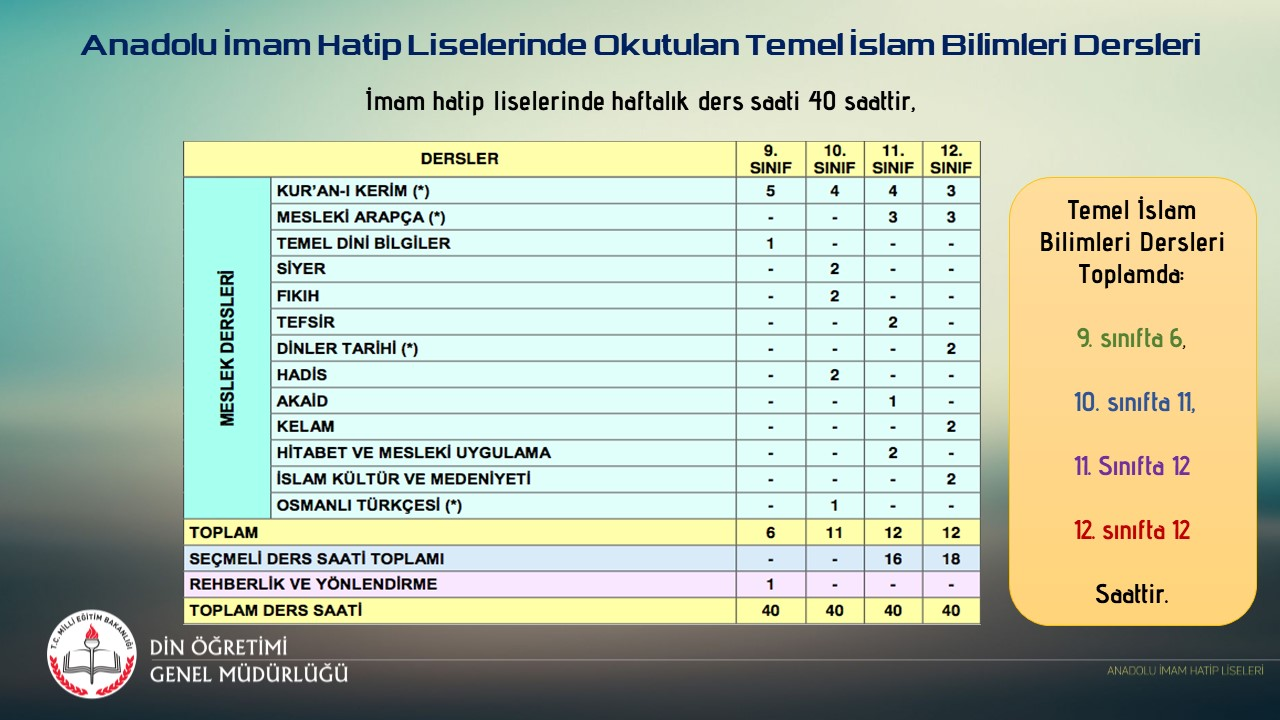 Anadolu İmam Hatip Liselerinde Okutulan Temel İslam Bilimleri Dersleri
İmam hatip liselerinde haftalık ders saati 40 saattir,
DERSLER 9. SINIF 10. SINIF 11. SINIF 12. SINIF
MESLEK DERSLERİ
KUR'AN-I KERİM (*) 5 4 4 3
MESLEKİ ARAPÇA (*) - - 3 3
TEMEL DİNİ BİLGİLER 1 - - -
SİYER - 2 - -
FIKIH - 2 - -
TEFSİR - - 2 -
DİNLER TARİHİ (*) - - - 2
HADİS - 2 - -
AKAİD - - 1 -
KELAM - - - 2
HİTABET VE MESLEKİ UYGULAMA - - 2 -
İSLAM KÜLTÜR VE MEDENİYETİ - - - 2
OSMANLI TÜRKÇESİ (*) - 1 - -
TOPLAM 6 11 12 12
SEÇMELİ DERS SAATİ TOPLAMI - - 16 18
REHBERLİK VE YÖNLENDİRME 1 - - -
TOPLAM DERS SAATİ 40 40 40 40
Temel İslam
Bilimleri Dersleri
Toplamda:
9. sınıfta 6,
10. sınıfta 11,
11. Sınıfta 12
12. sınıfta 12
Saattir.
T.C. MİLLİ EĞİTİM BAKANLIĞI
DİN ÖĞRETİMİ
GENEL MÜDÜRLÜĞÜ
ANADOLU İMAM HATİP LİSELERİ